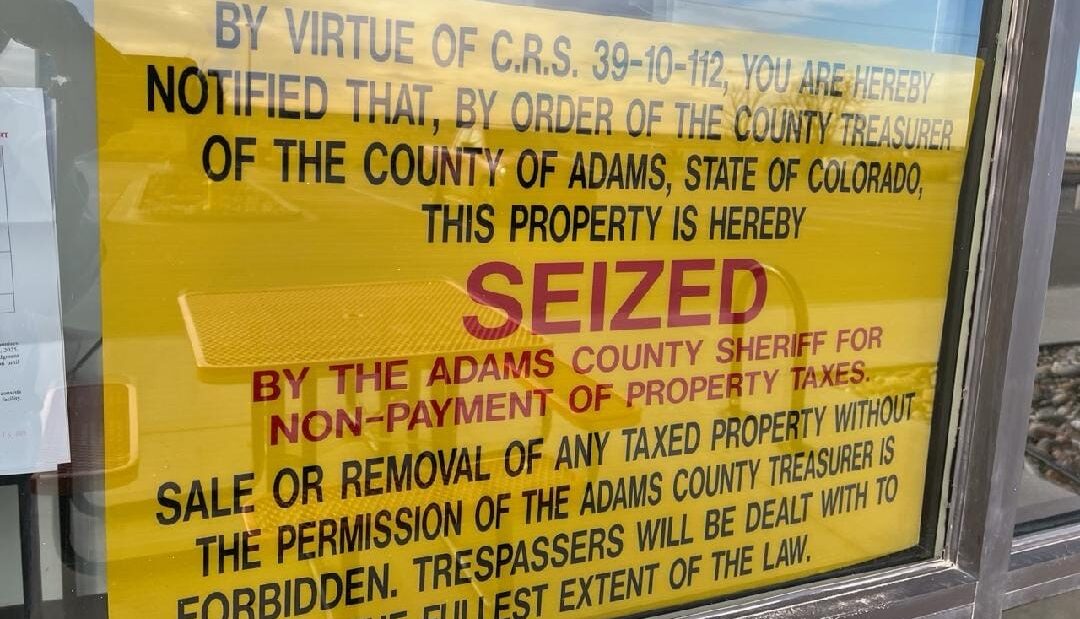 BY VIRTUE OF C.R.S. 39-10-112, YOU ARE HEREBY
NOTIFIED THAT, BY ORDER OF THE COUNTY TREASURER
OF THE COUNTY OF ADAMS, STATE OF COLORADO,
THIS PROPERTY IS HEREBY
SEIZED
BY THE ADAMS COUNTY SHERIFF FOR
NON-PAYMENT OF PROPERTY TAXES.
SALE OR REMOVAL OF ANY TAXED PROPERTY WITHOUT
THE PERMISSION OF THE ADAMS COUNTY TREASURER IS
FORBIDDEN. TRESPASSERS WILL BE DEALT WITH TO
FULLEST EXTENT OF THE LAW.